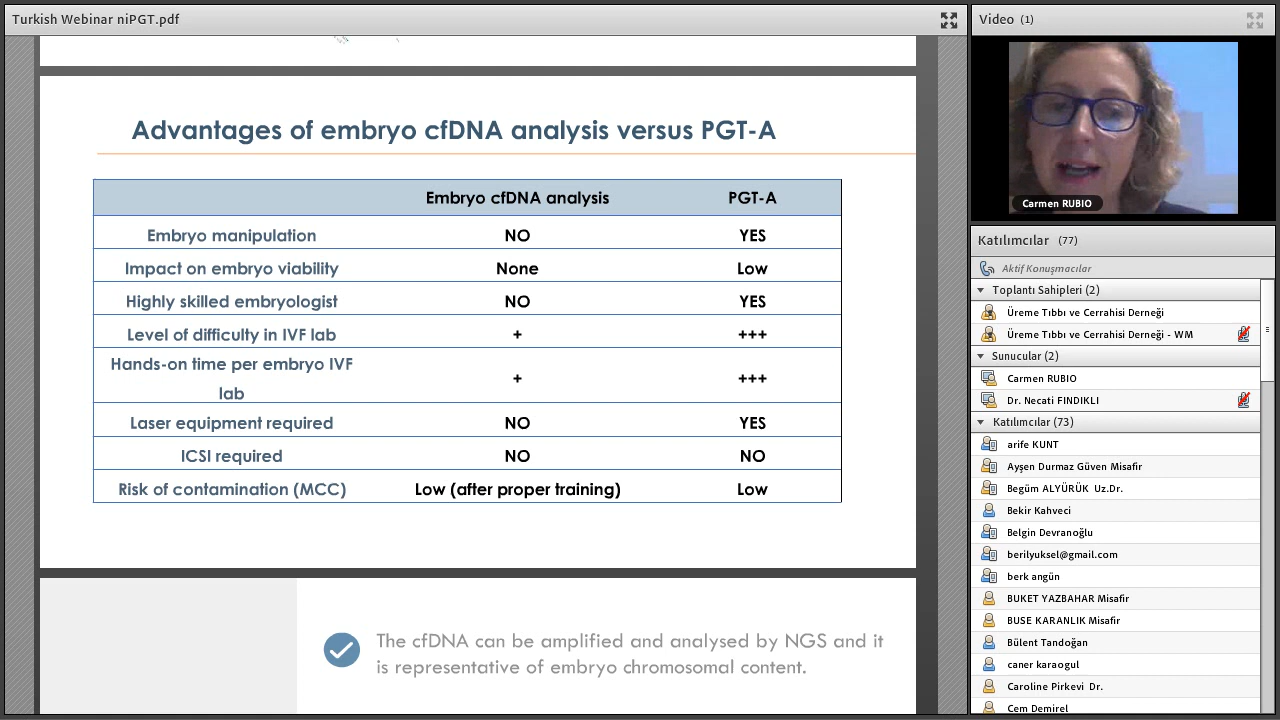 Turkish Webinar niPGT.pdf
Advantages of embryo cfDNA analysis versus PGT-A
Embryo cfDNA analysis PGT-A
Embryo manipulation NO YES
Impact on embryo viability None Low
Highly skilled embryologist NO YES
Level of difficulty in IVF lab + +++
Hands-on time per embryo IVF
lab + +++
Laser equipment required NO YES
ICSI required NO NO
Risk of contamination (MCC) Low (after proper training) Low
The cfDNA can be amplified and analysed by NGS and it
is representative of embryo chromosomal content.
Video (1)
Carmen RUBIO
Katılımcılar (77)
Aktif Konuşmacılar
Toplantı Sahipleri (2)
Üreme Tıbbı ve Cerrahisi Derneği
Üreme Tıbbı ve Cerrahisi Derneği - WM
Sunucular (2)
Carmen RUBIO
Dr. Necati FINDIKLI
Katılımcılar (73)
arife KUNT
Ayşen Durmaz Güven Misafir
Begüm ALYÜRÜK Uz.Dr.
Bekir Kahveci
Belgin Devranoğlu
berilyuksel@gmail.com
berk angün
BUKET YAZBAHAR Misafir
BUSE KARANLIK Misafir
Bülent Tandoğan
caner karaogul
Caroline Pirkevi Dr.
Cem Demirel